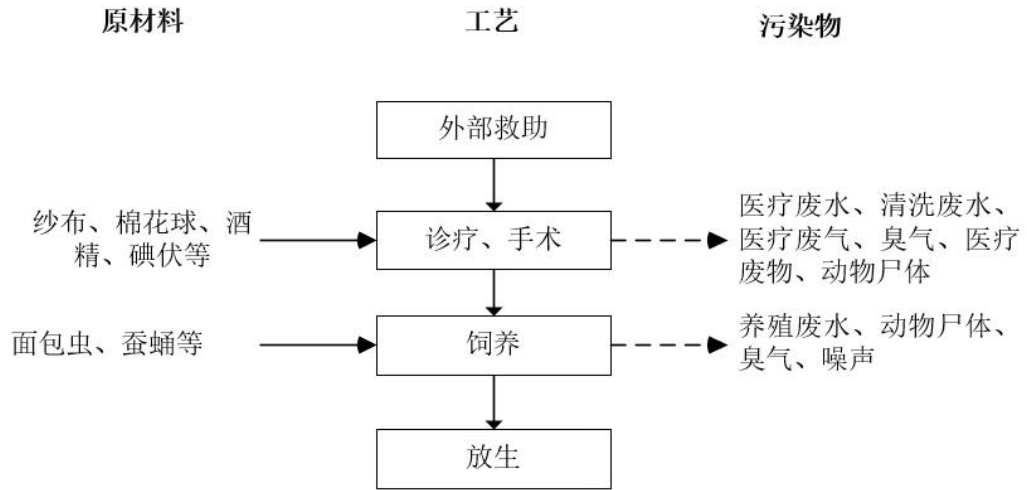 原材料 工艺 污染物
外部救助
纱布、棉花球、酒
精、碘伏等
诊疗、手术
医疗废水、清洗废水、
医疗废气、臭气、医疗
废物、动物尸体
面包虫、蚕蛹等
饲养
养殖废水、动物尸体、
臭气、噪声
放生